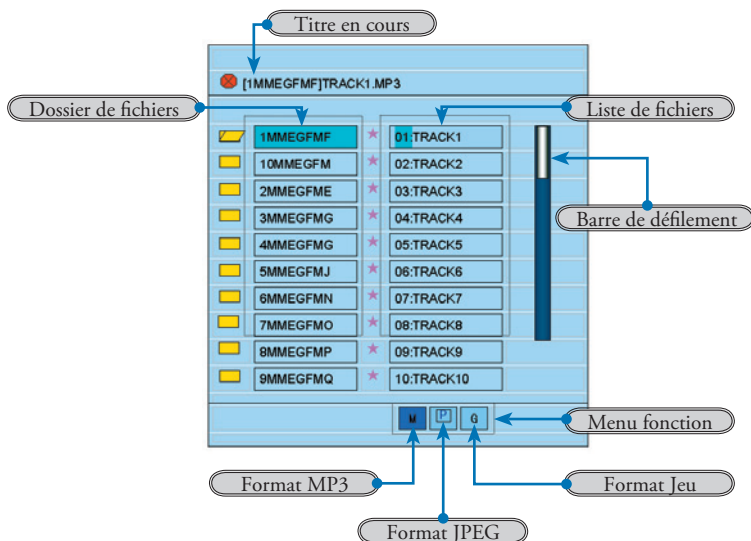 Titre en cours
[1MMEGFMF]TRACK1.MP3
Dossier de fichiers
Liste de fichiers
1MMEGFMF
01:TRACK1
10MMEGFM
02:TRACK2
2MMEGFME
03:TRACK3
3MMEGFMG
04:TRACK4
Barre de défilement
4MMEGFMG
05:TRACK5
5MMEGFMJ
06:TRACK6
6MMEGFMN
07:TRACK7
7MMEGFMO
08:TRACK8
8MMEGFMP
09:TRACK9
9MMEGFMQ
10:TRACK10
M P G
Menu fonction
Format MP3
Format Jeu
Format JPEG